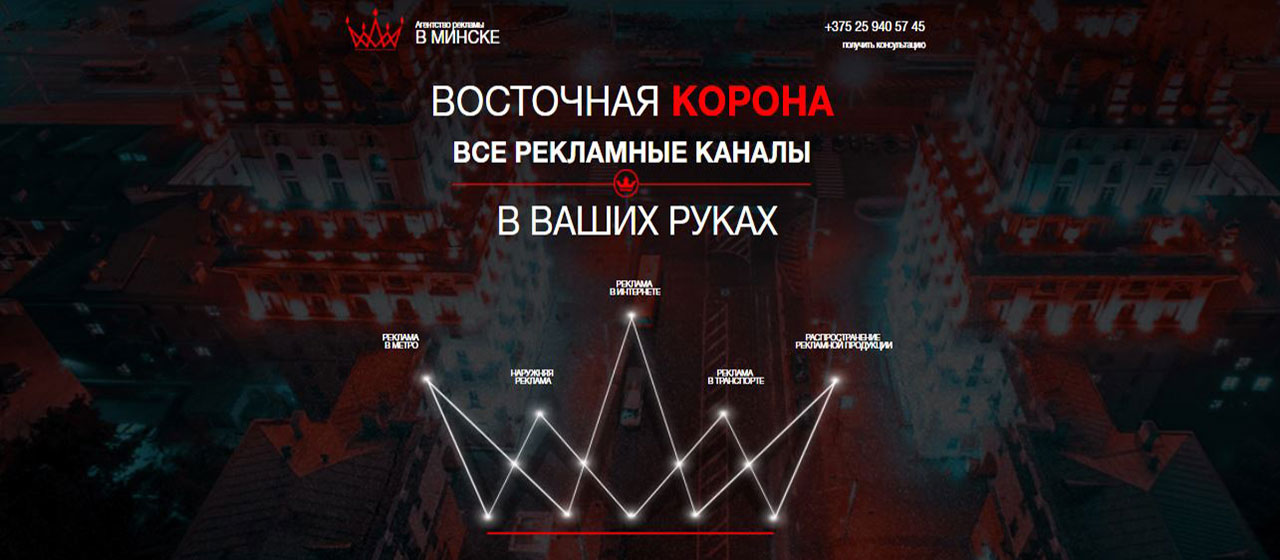 Агентство рекламы
В МИНСКЕ
+375 25 940 57 45
получить консультацию
ВОСТОЧНАЯ КОРОНА
ВСЕ РЕКЛАМНЫЕ КАНАЛЫ
В ВАШИХ РУКАХ
РЕКЛАМА
В ИНТЕРНЕТЕ
РЕКЛАМА
В МЕТРО
РАСПРОСТРАНЕНИЕ
РЕКЛАМНОЙ ПРОДУКЦИИ
НАРУЖНЯЯ
РЕКЛАМА
РЕКЛАМА
В ТРАНСПОРТЕ